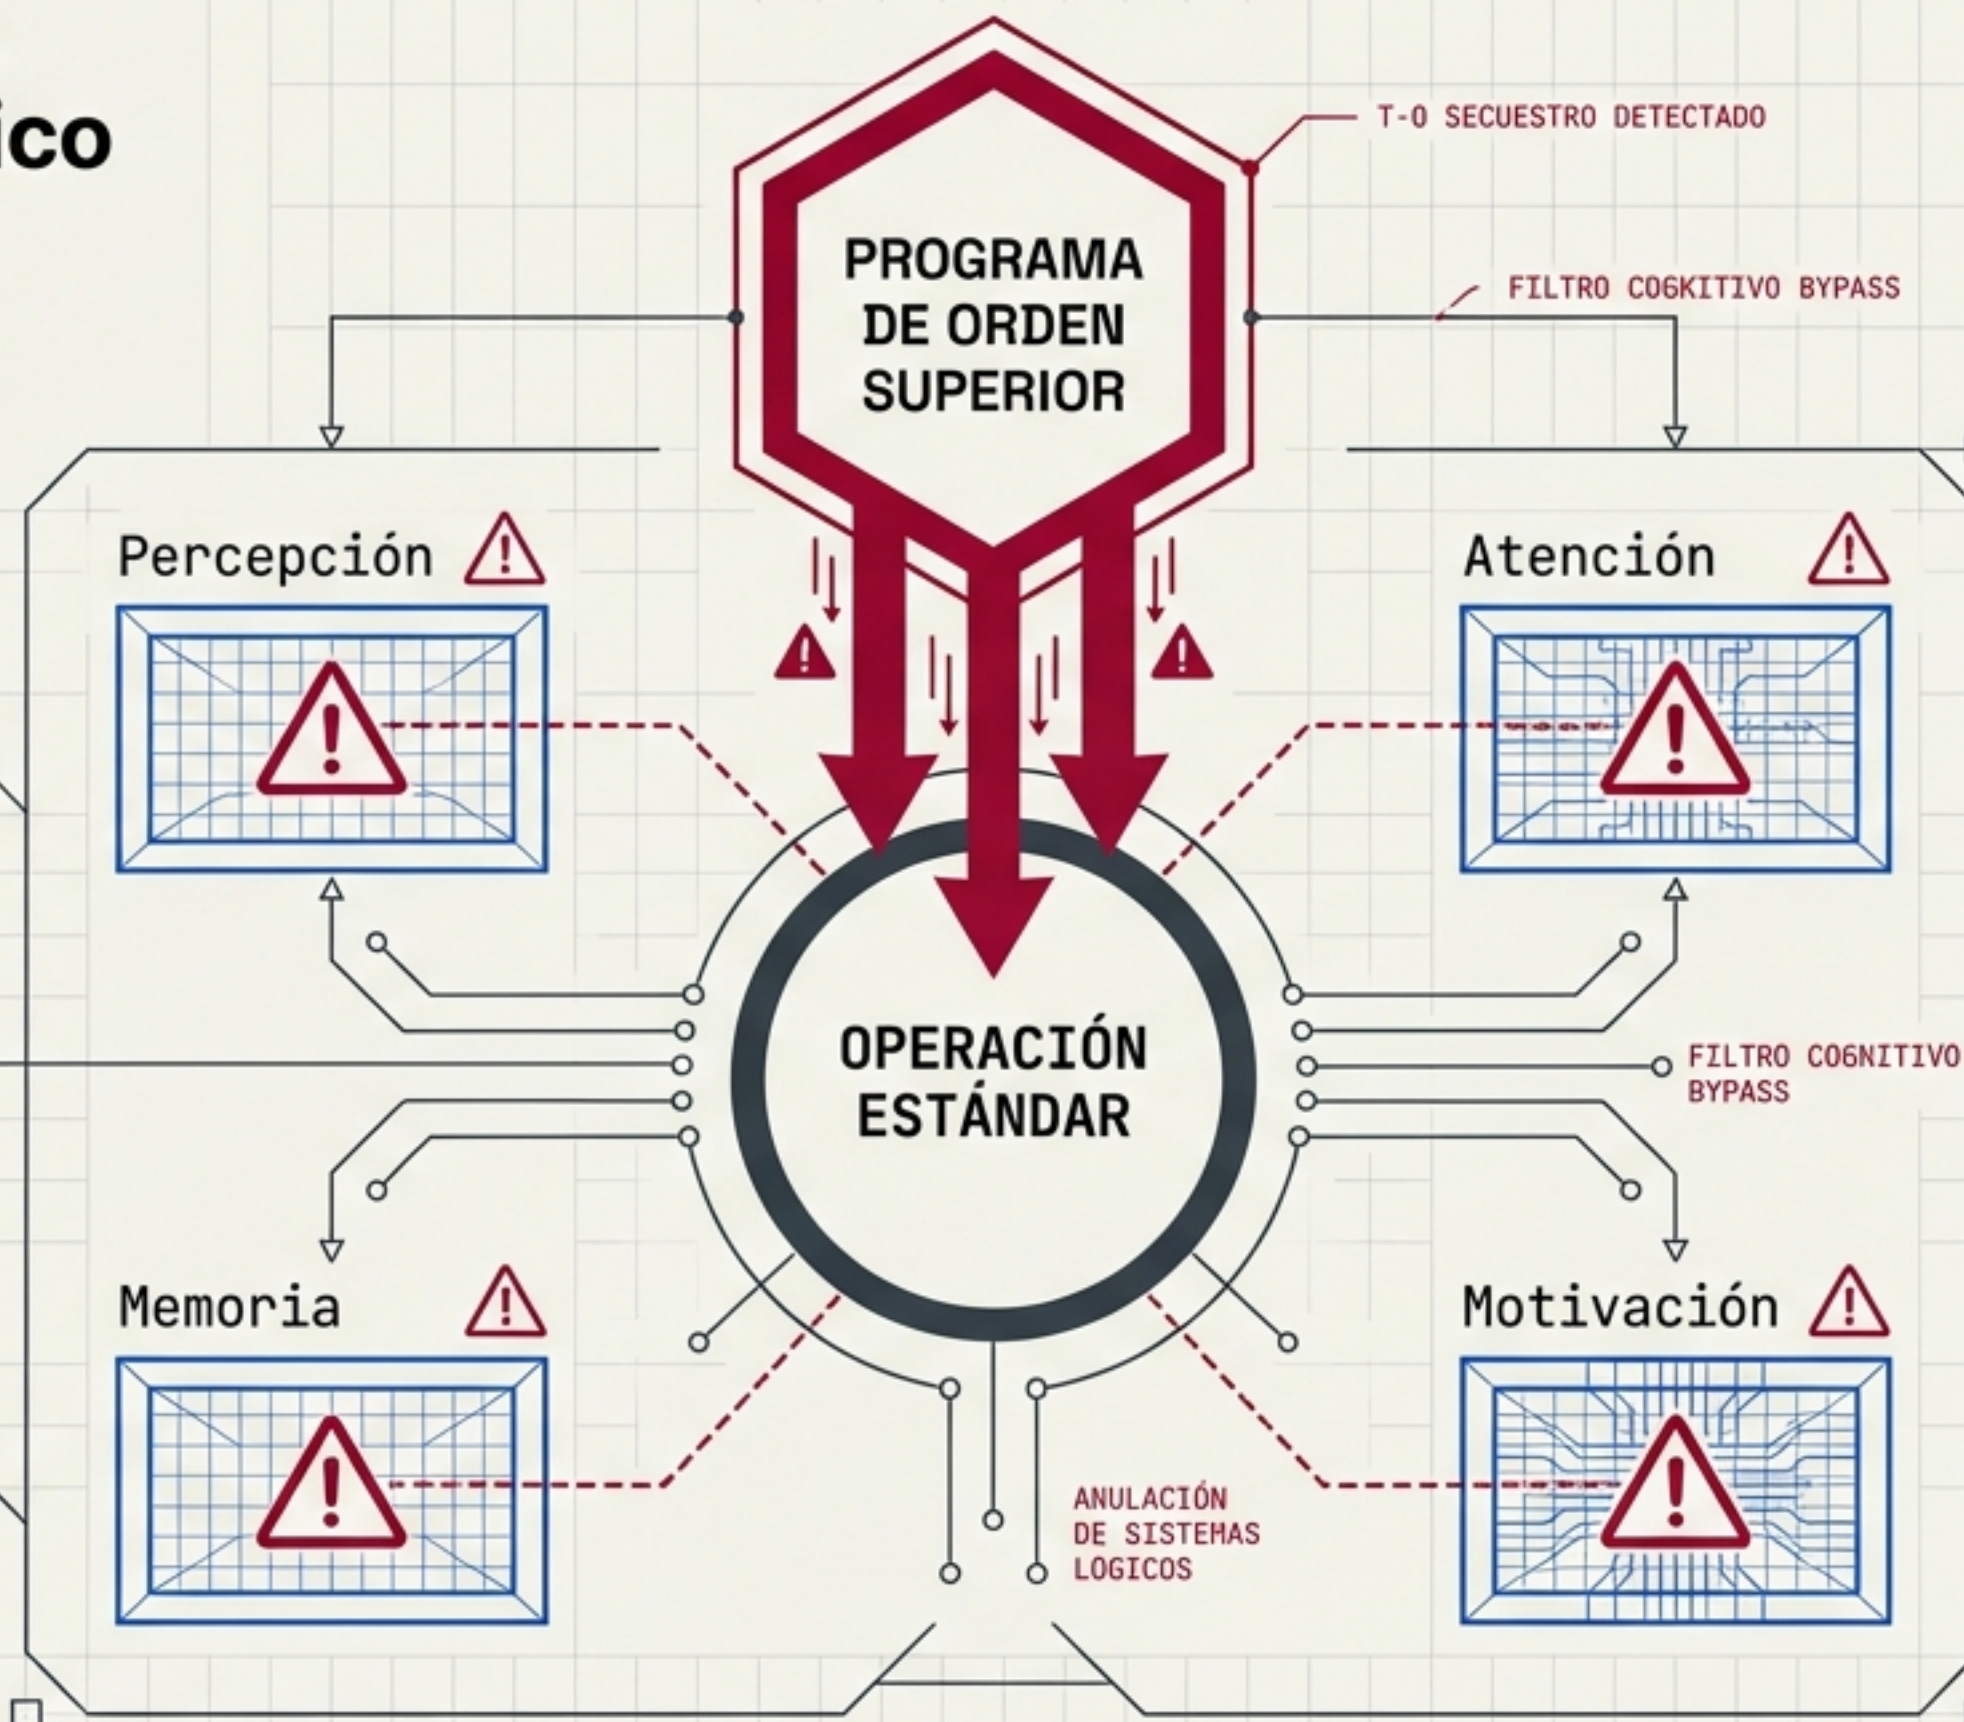 ico
T-0 SECUESTRO DETECTADO
PROGRAMA
DE ORDEN
SUPERIOR
FILTRO CO6KITIVO BYPASS
Percepción
Atención
OPERACIÓN
ESTÁNDAR
FILTRO CO6NITIVO
BYPASS
Memoria
Motivación
ANULACIÓN
DE SISTEMAS
LOGICOS